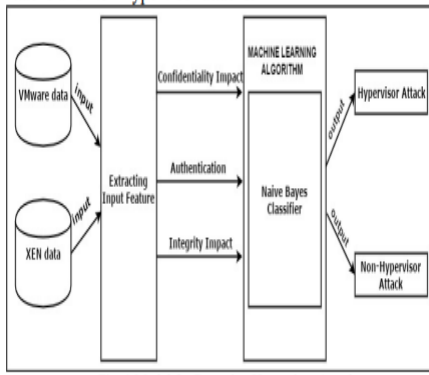 VMware data
input
XEN data
input
Extracting
Input Feature
Confidentiality Impact
Authentication
Integrity Impact
MACHINE LEARNING
ALGORITHM
Naive Bayes
Classifier
output
Hypervisor Attack
output
Non-Hypervisor
Attack